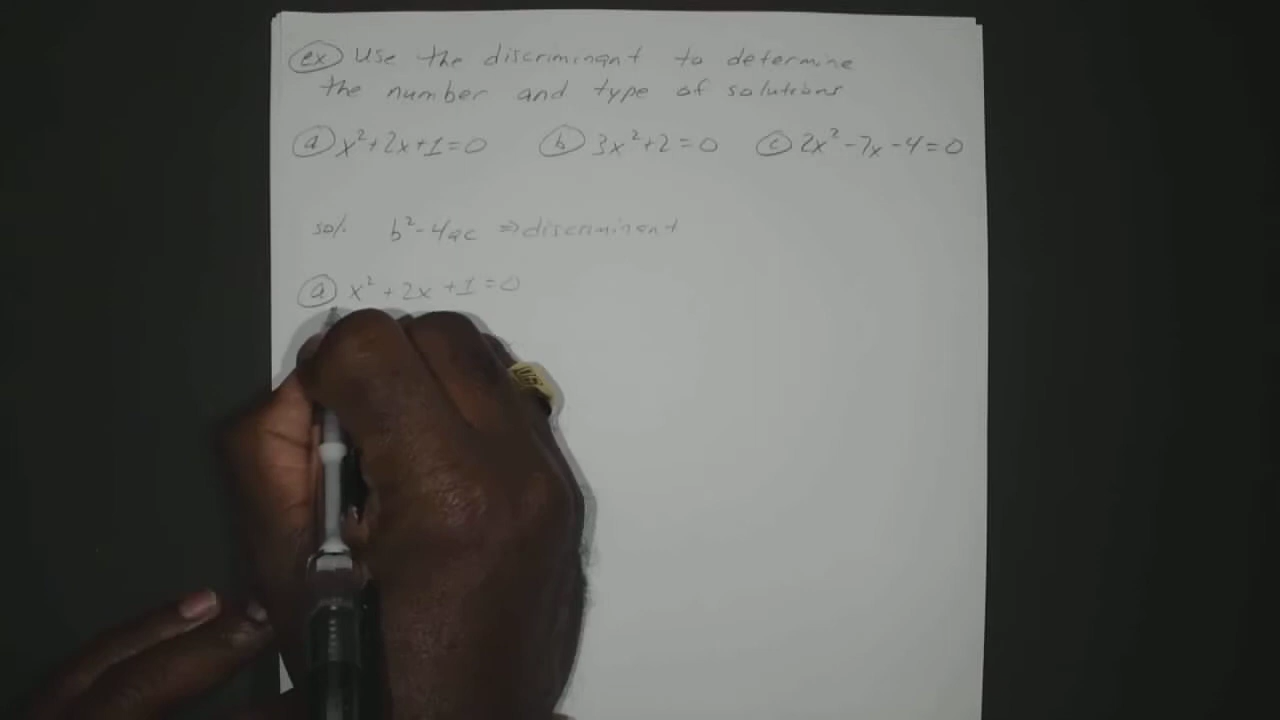 ex Use the discriminant to determine
the number and type of solutions
a x²+2x+1=0 b 3x²+2=0 c 2x²-7x-4=0
sol. b²-4ac ⇒ discriminant
a x²+2x+1=0